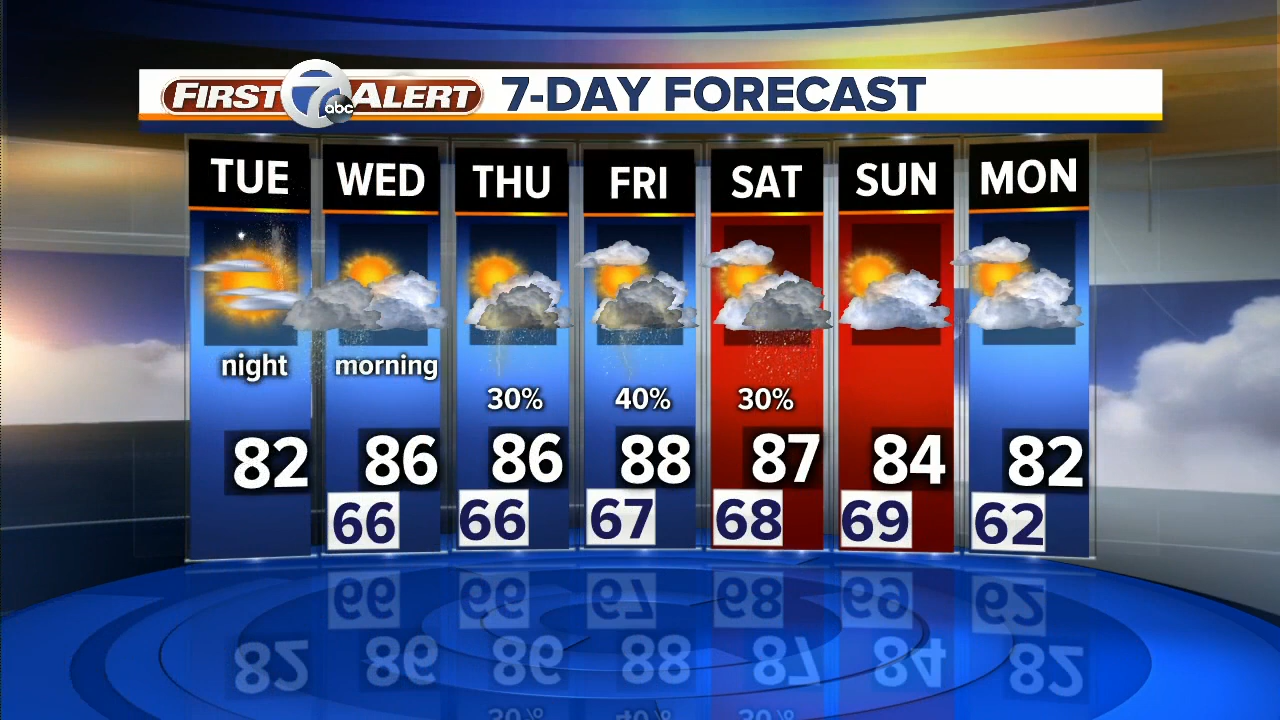 FIRST 7 abc ALERT 7-DAY FORECAST
TUE WED THU FRI SAT SUN MON
night morning
30% 40% 30%
82 86 86 88 87 84 82
66 66 67 68 69 62